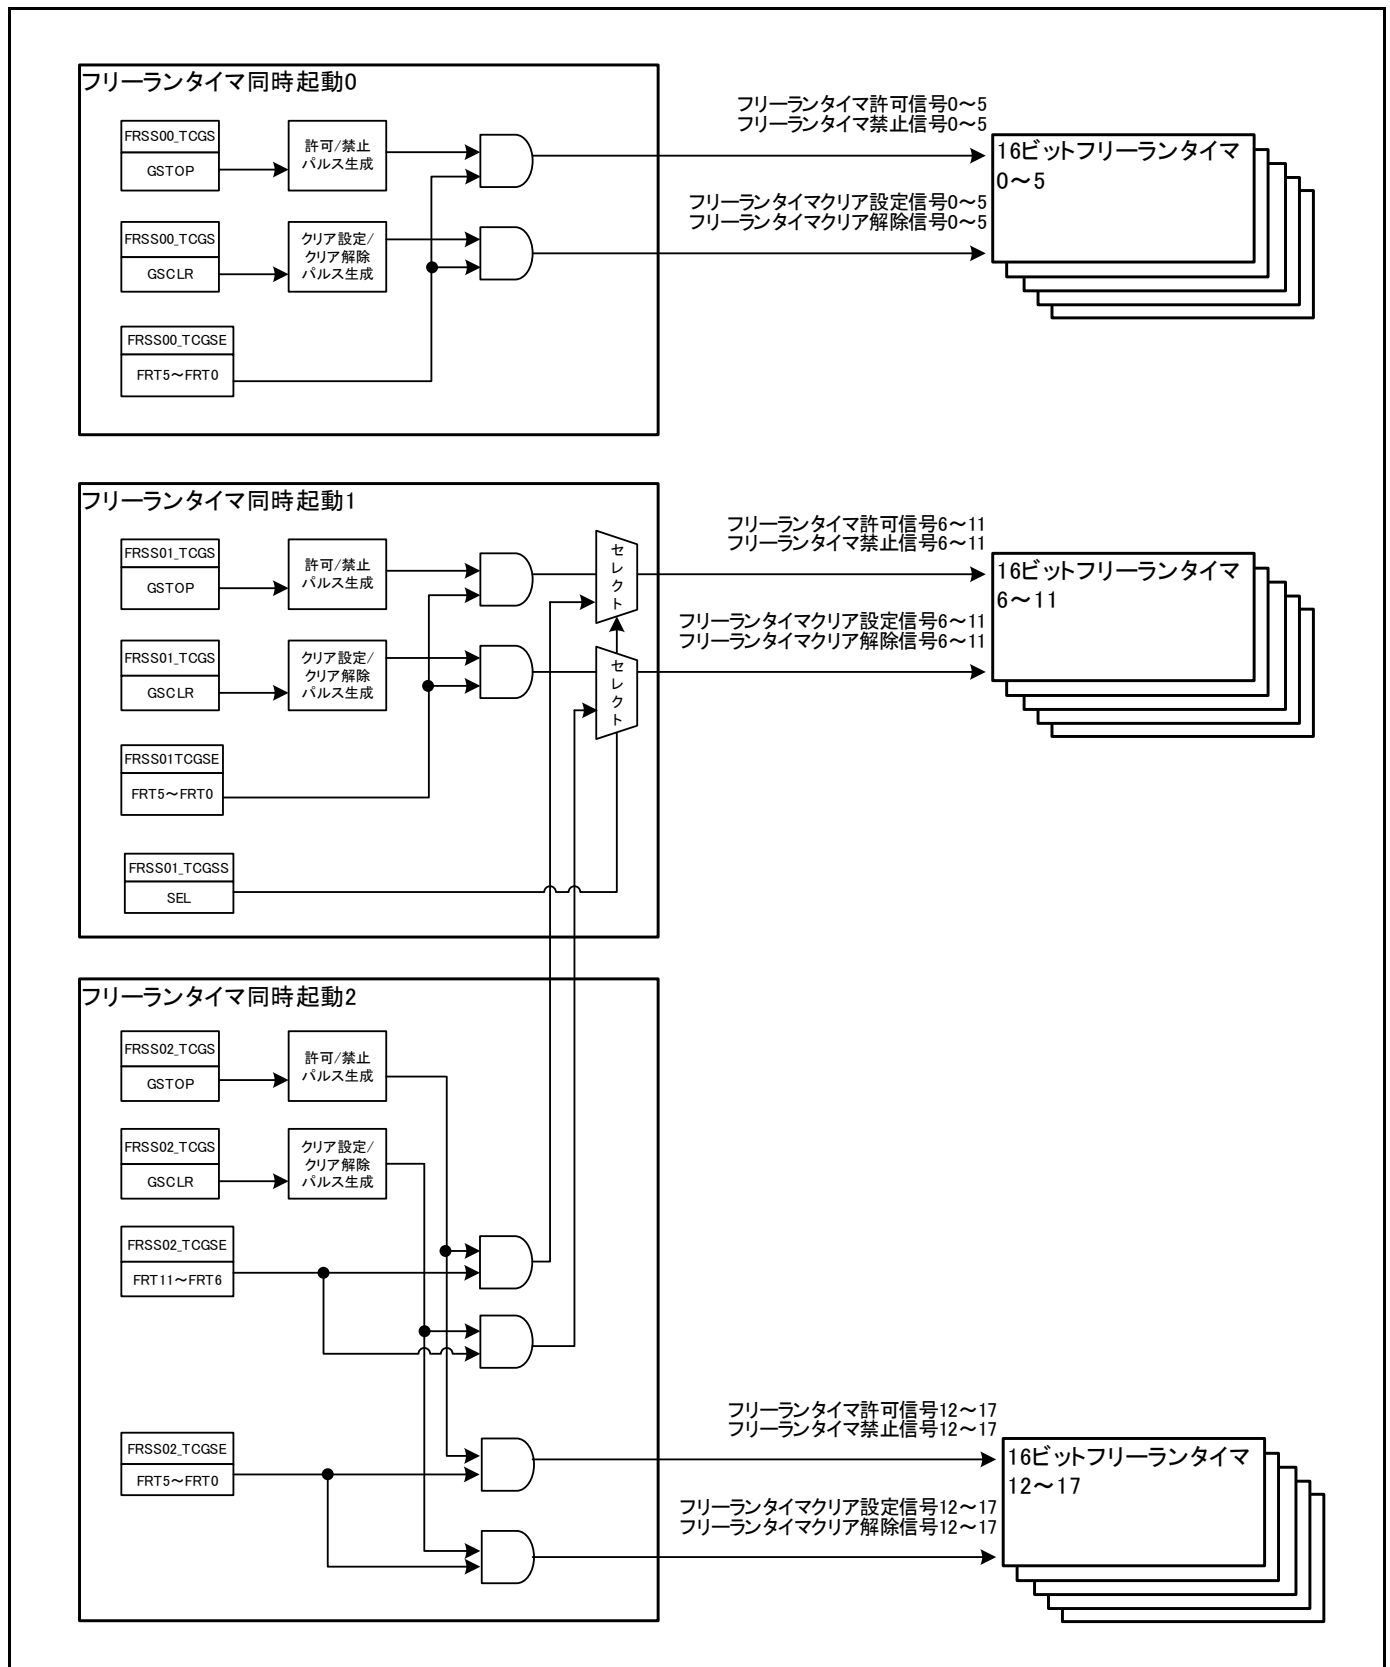 フリーランタイマ同時起動0
FRSS00_TCGS
GSTOP
許可/禁止
パルス生成
FRSS00_TCGS
GSCLR
クリア設定/
クリア解除
パルス生成
FRSS00_TCGSE
FRT5～FRT0
フリーランタイマ許可信号0～5
フリーランタイマ禁止信号0～5
フリーランタイマクリア設定信号0～5
フリーランタイマクリア解除信号0～5
16ビットフリーランタイマ
0～5
フリーランタイマ同時起動1
FRSS01_TCGS
GSTOP
許可/禁止
パルス生成
FRSS01_TCGS
GSCLR
クリア設定/
クリア解除
パルス生成
FRSS01TCGSE
FRT5～FRT0
FRSS01_TCGSS
SEL
セレクト
セレクト
フリーランタイマ許可信号6～11
フリーランタイマ禁止信号6～11
フリーランタイマクリア設定信号6～11
フリーランタイマクリア解除信号6～11
16ビットフリーランタイマ
6～11
フリーランタイマ同時起動2
FRSS02_TCGS
GSTOP
許可/禁止
パルス生成
FRSS02_TCGS
GSCLR
クリア設定/
クリア解除
パルス生成
FRSS02_TCGSE
FRT11～FRT6
FRSS02_TCGSE
FRT5～FRT0
フリーランタイマ許可信号12～17
フリーランタイマ禁止信号12～17
フリーランタイマクリア設定信号12～17
フリーランタイマクリア解除信号12～17
16ビットフリーランタイマ
12～17